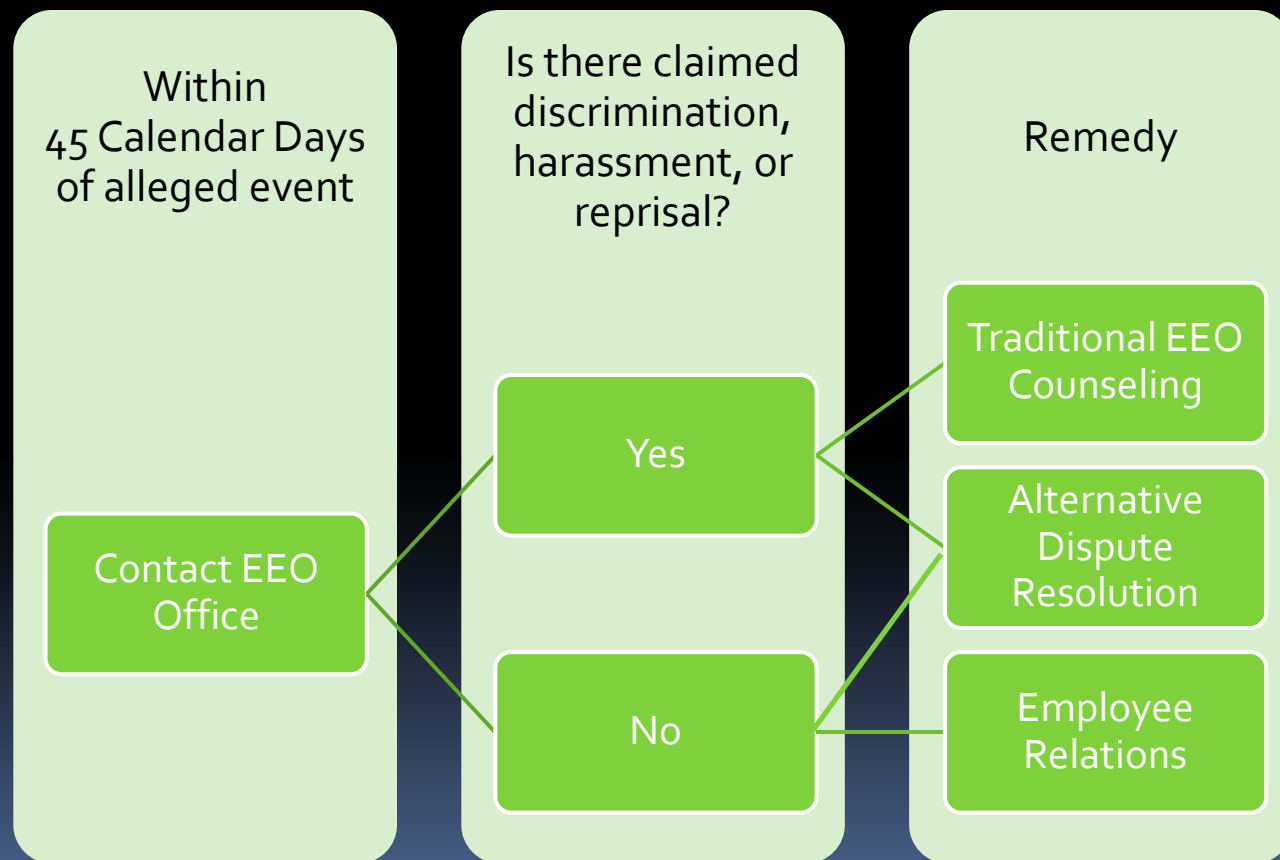 Within
45 Calendar Days
of alleged event
Contact EEO
Office
Is there claimed
discrimination,
harassment, or
reprisal?
Yes
No
Remedy
Traditional EEO
Counseling
Alternative
Dispute
Resolution
Employee
Relations